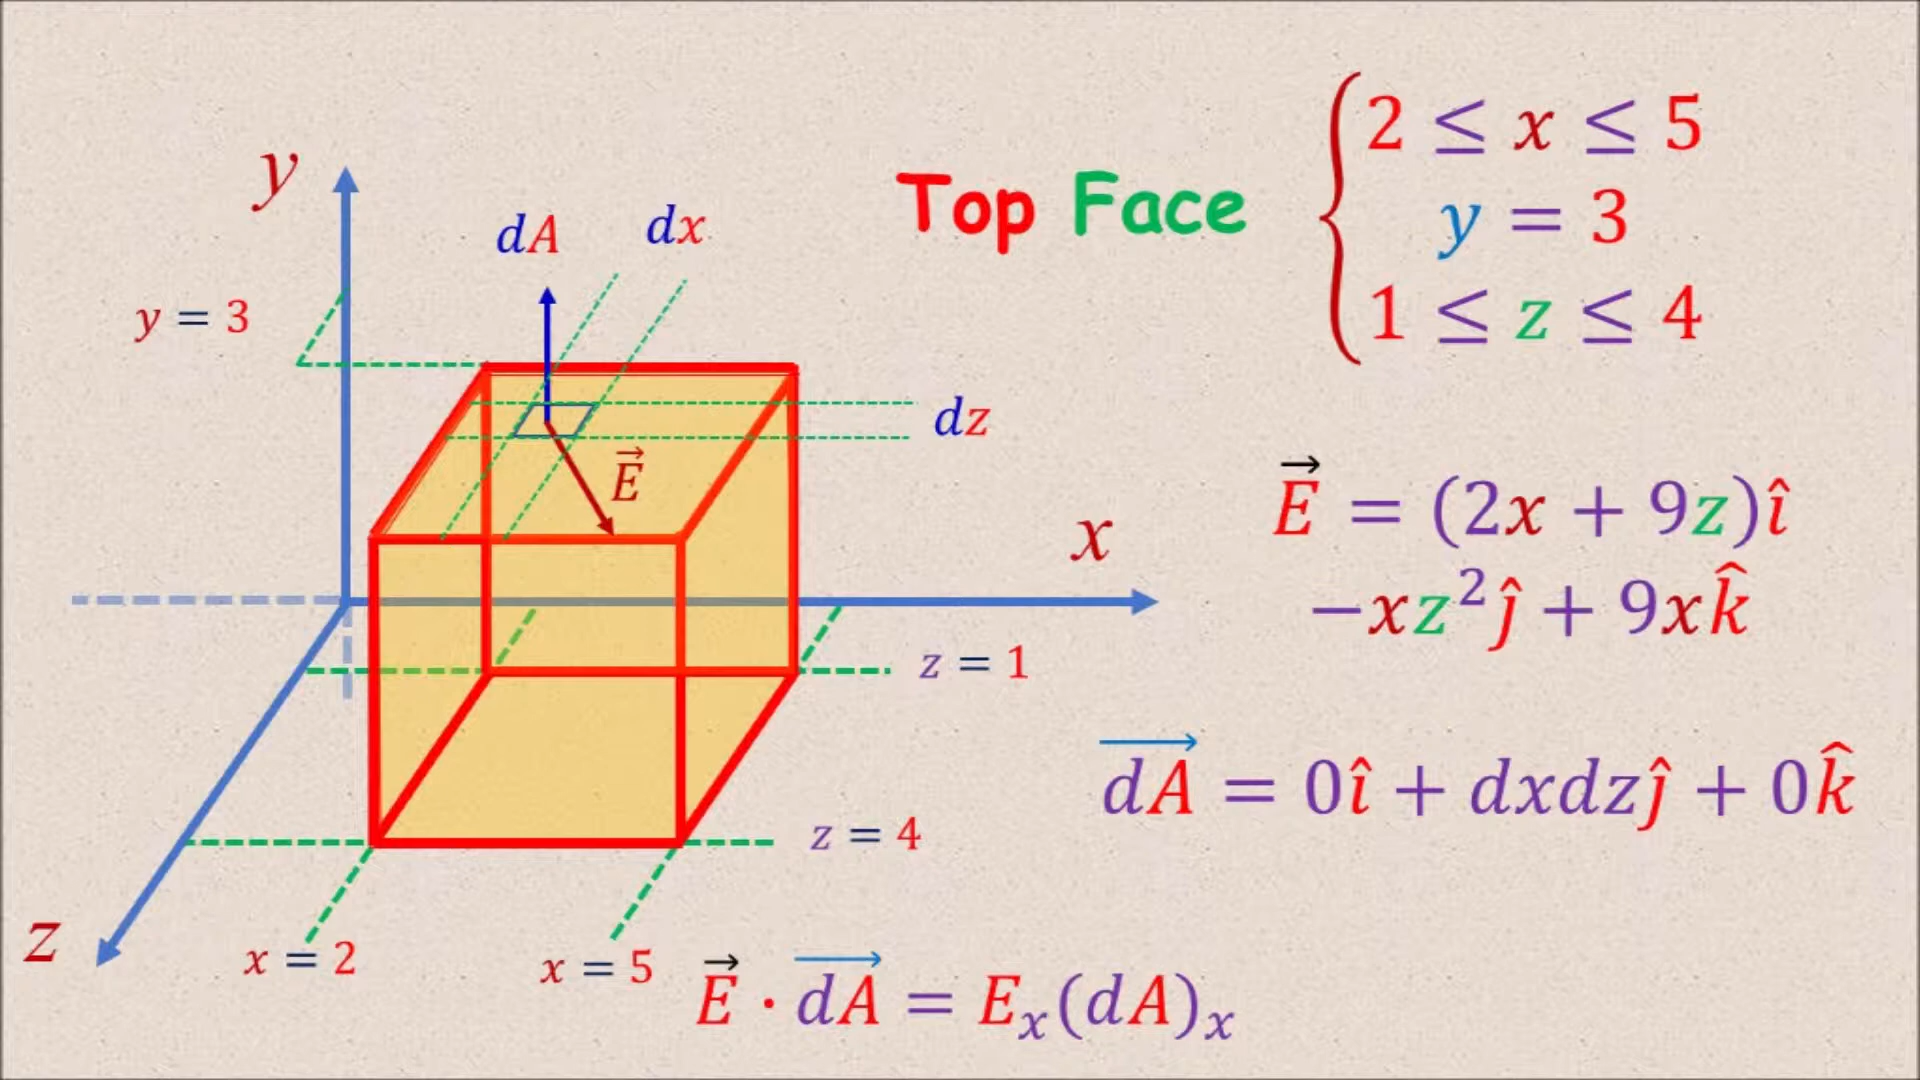 Top Face
2 ≤ x ≤ 5
y = 3
1 ≤ z ≤ 4
y
dA
dx
y = 3
dz
E⃗
x
E⃗ = (2x + 9z)î
−xz²ĵ + 9xk̂
z = 1
dA⃗ = 0î + dxdzĵ + 0k̂
z = 4
z
x = 2
x = 5
E⃗ · dA⃗ = Eₓ(dA)ₓ